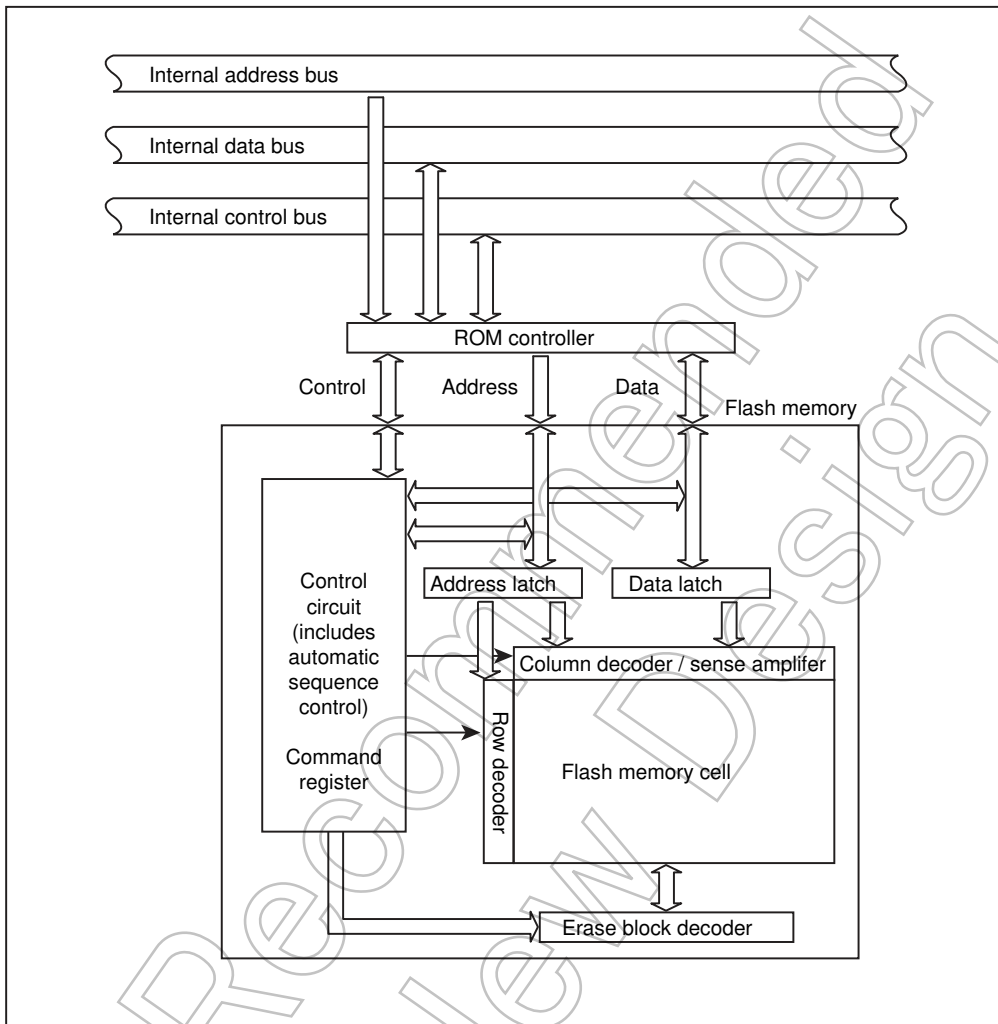 Internal address bus
Internal data bus
Internal control bus
ROM controller
Control
Address
Data
Flash memory
Control
circuit
(includes
automatic
sequence
control)
Command
register
Address latch
Data latch
Column decoder / sense amplifer
Row decoder
Flash memory cell
Erase block decoder
Recommended
New Design